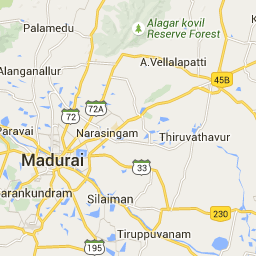 Palamedu
Alagar kovil
Reserve Forest
A.Vellalapatti
Alanganallur
45B
72A
72
Paravai
Narasingam
Thiruvathavur
Madurai
33
parankundram
Silaiman
230
Tiruppuvanam
195